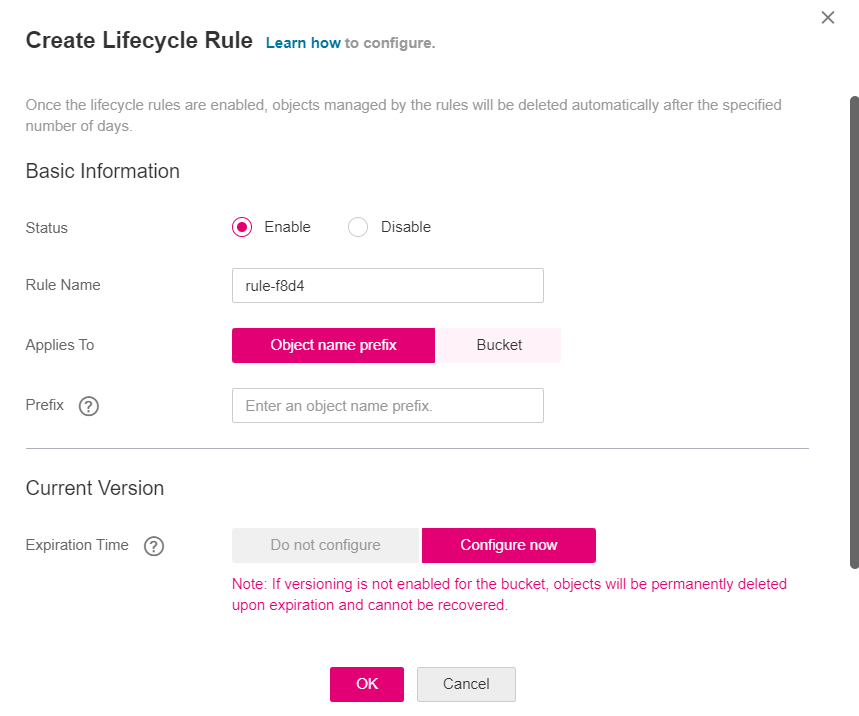 Create Lifecycle Rule Learn how to configure.
Once the lifecycle rules are enabled, objects managed by the rules will be deleted automatically after the specified
number of days.
Basic Information
Status Enable Disable
Rule Name rule-f8d4
Applies To Object name prefix Bucket
Prefix ? Enter an object name prefix.
Current Version
Expiration Time ? Do not configure Configure now
Note: If versioning is not enabled for the bucket, objects will be permanently deleted
upon expiration and cannot be recovered.
OK Cancel